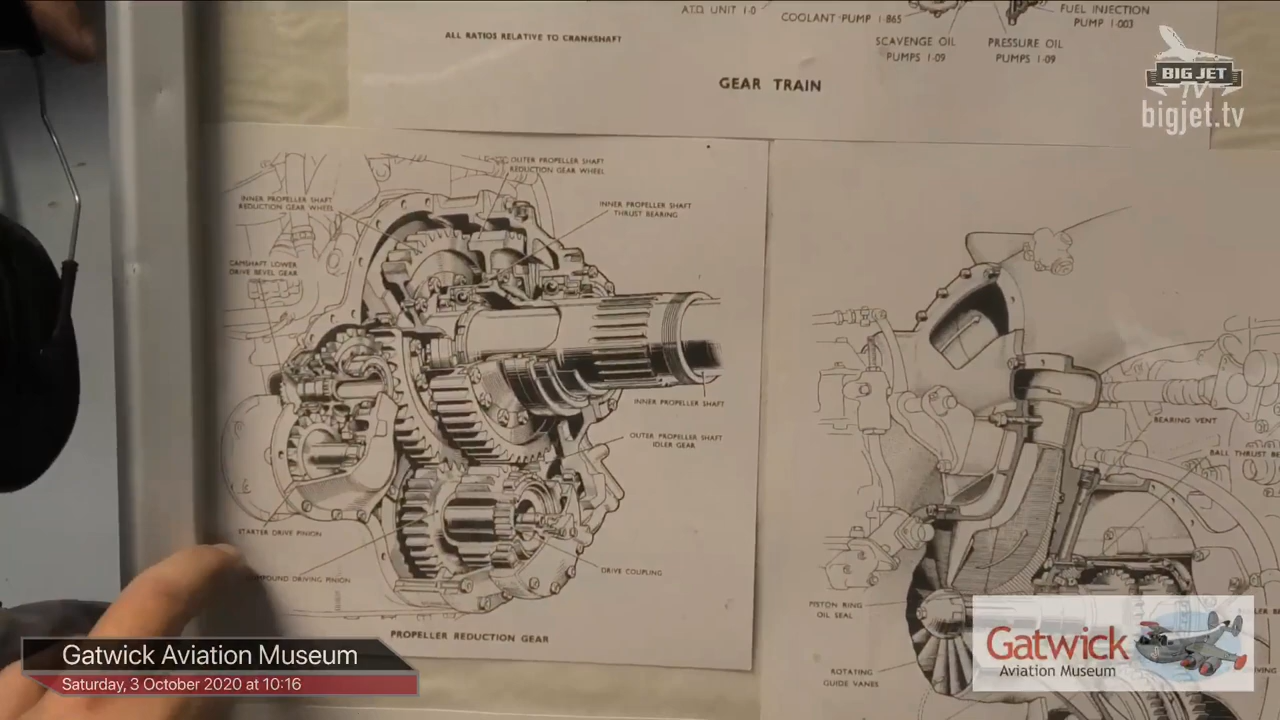 A.T.D. UNIT 1·0
COOLANT PUMP 1·865
FUEL INJECTION
PUMP 1·003
SCAVENGE OIL
PUMPS 1·09
PRESSURE OIL
PUMPS 1·09
ALL RATIOS RELATIVE TO CRANKSHAFT
GEAR TRAIN
BIG JET
TV
bigjet.tv
OUTER PROPELLER SHAFT
REDUCTION GEAR WHEEL
INNER PROPELLER SHAFT
REDUCTION GEAR WHEEL
INNER PROPELLER SHAFT
THRUST BEARING
CAMSHAFT LOWER
DRIVE BEVEL GEAR
INNER PROPELLER SHAFT
OUTER PROPELLER SHAFT
IDLER GEAR
STARTER DRIVE PINION
DRIVING PINION
DRIVE COUPLING
PROPELLER REDUCTION GEAR
BEARING VENT
BALL THRUST BE
PISTON RING
OIL SEAL
ROTATING
GUIDE VANES
Gatwick
Aviation Museum
Gatwick Aviation Museum
Saturday, 3 October 2020 at 10:16